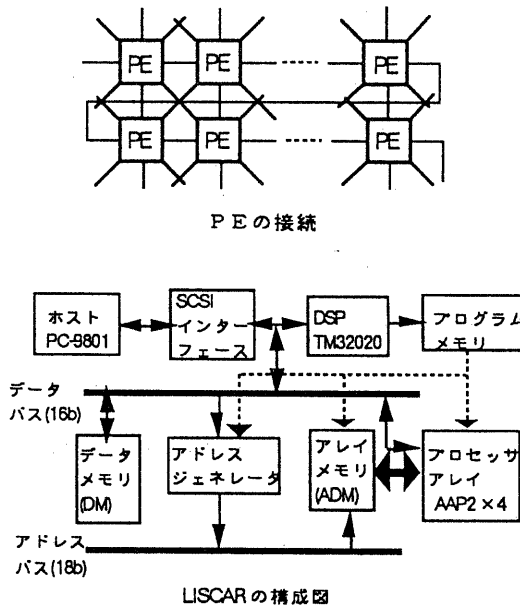 PE PE PE
PE PE PE
PEの接続
ホスト
PC-9801
SCSI
インター
フェース
DSP
TM32020
プログラム
メモリ
データ
バス(16b)
データ
メモリ
(DM)
アドレス
ジェネレータ
アレイ
メモリ
(ADM)
プロセッサ
アレイ
AAP2×4
アドレス
バス(18b)
LISCARの構成図